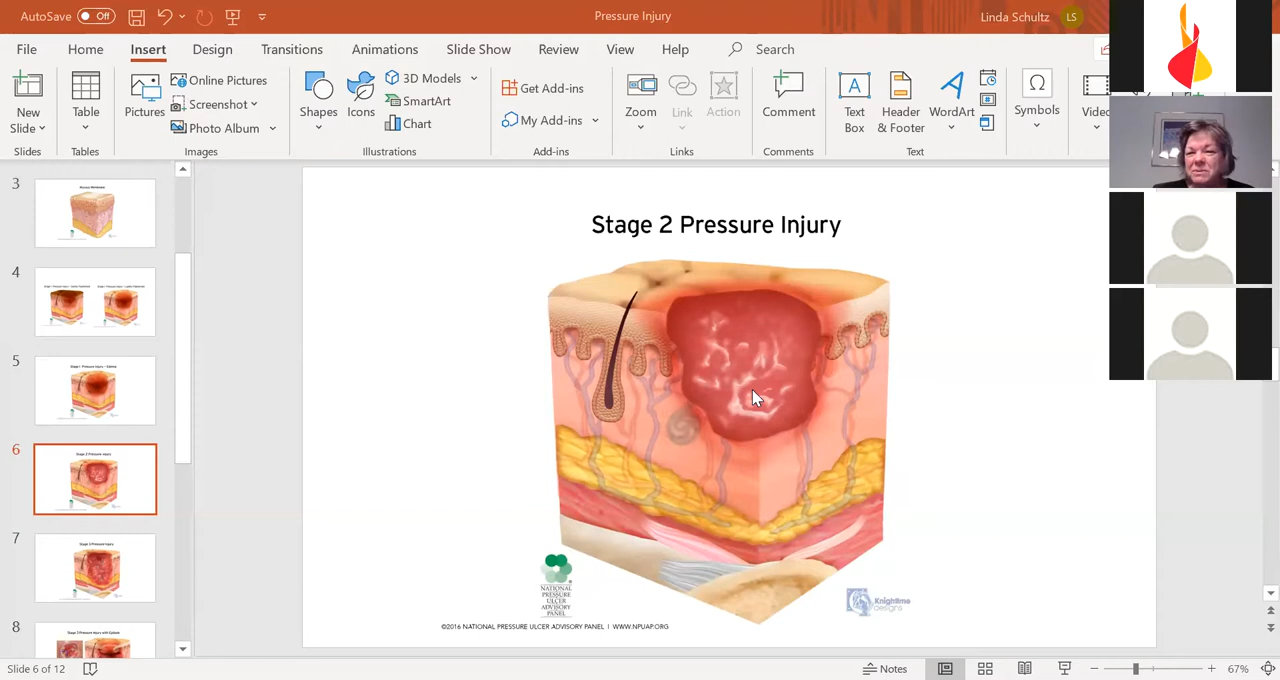 AutoSave Off Pressure Injury Linda Schultz LS
File Home Insert Design Transitions Animations Slide Show Review View Help Search
New Slide
Table
Pictures
Online Pictures
Screenshot
Photo Album
Shapes
Icons
3D Models
SmartArt
Chart
Get Add-ins
My Add-ins
Zoom
Link
Action
Comment
Text Box
Header & Footer
WordArt
Symbols
Video
Slides Tables Images Illustrations Add-ins Links Comments Text
3
4
5
6
7
8
Stage 2 Pressure Injury
NATIONAL
PRESSURE
ULCER
ADVISORY
PANEL
Knightime
designs
©2016 NATIONAL PRESSURE ULCER ADVISORY PANEL | WWW.NPUAP.ORG
Slide 6 of 12 Notes 67%